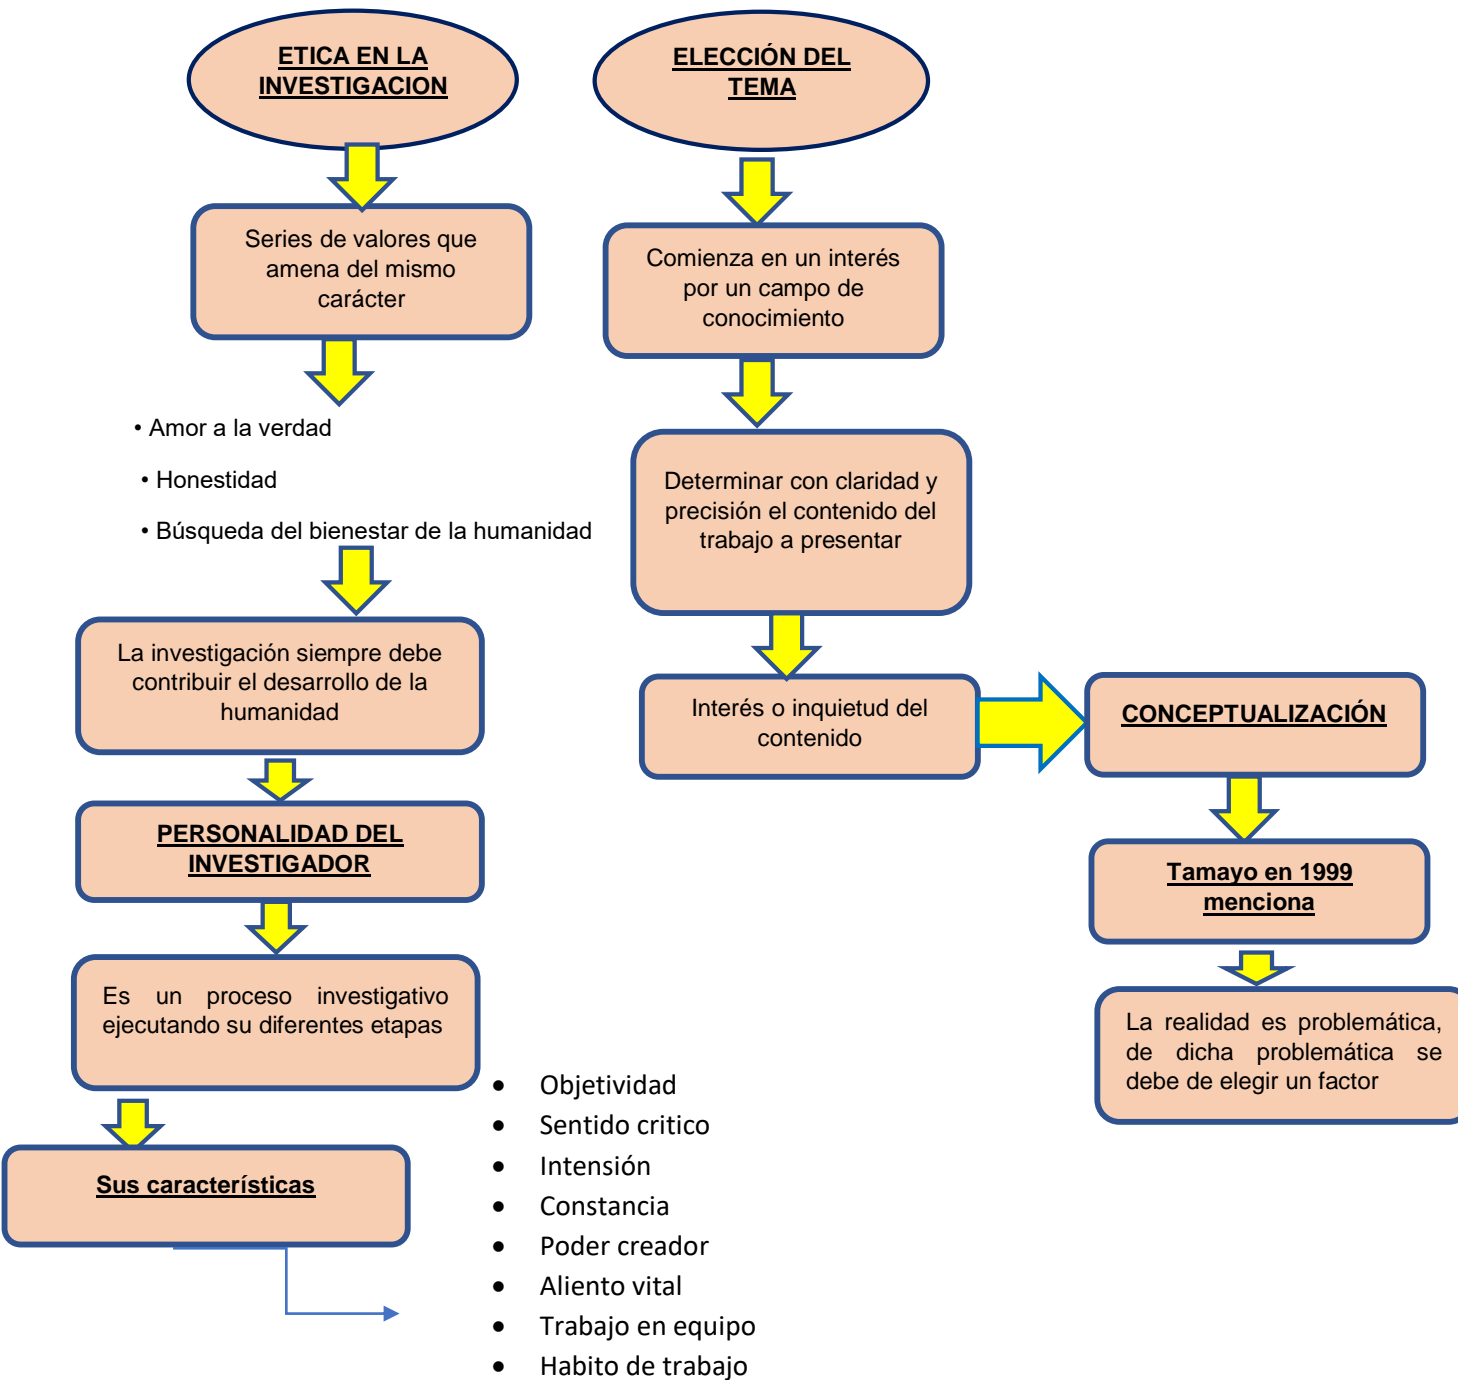 ETICA EN LA
INVESTIGACION
Series de valores que
amena del mismo
carácter
• Amor a la verdad
• Honestidad
• Búsqueda del bienestar de la humanidad
La investigación siempre debe
contribuir el desarrollo de la
humanidad
PERSONALIDAD DEL
INVESTIGADOR
Es un proceso investigativo
ejecutando su diferentes etapas
Sus características
• Objetividad
• Sentido critico
• Intensión
• Constancia
• Poder creador
• Aliento vital
• Trabajo en equipo
• Habito de trabajo
ELECCIÓN DEL
TEMA
Comienza en un interés
por un campo de
conocimiento
Determinar con claridad y
precisión el contenido del
trabajo a presentar
Interés o inquietud del
contenido
CONCEPTUALIZACIÓN
Tamayo en 1999
menciona
La realidad es problemática,
de dicha problemática se
debe de elegir un factor